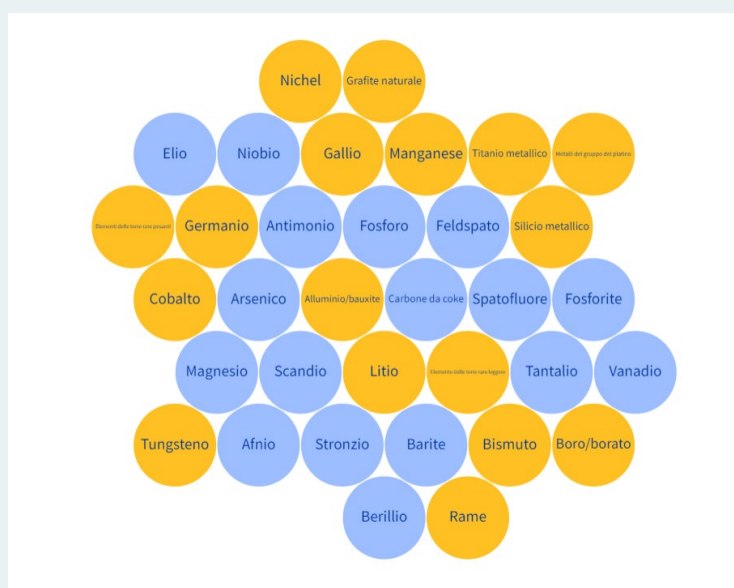 Nichel
Grafite naturale
Elio
Niobio
Gallio
Manganese
Titanio metallico
Metalli del gruppo del platino
Elementi delle terre rare pesanti
Germanio
Antimonio
Fosforo
Feldspato
Silicio metallico
Cobalto
Arsenico
Alluminio/bauxite
Carbone da coke
Spatofluore
Fosforite
Magnesio
Scandio
Litio
delle terre rare leggere
Tantalio
Vanadio
Tungsteno
Afnio
Stronzio
Barite
Bismuto
Boro/borato
Berillio
Rame